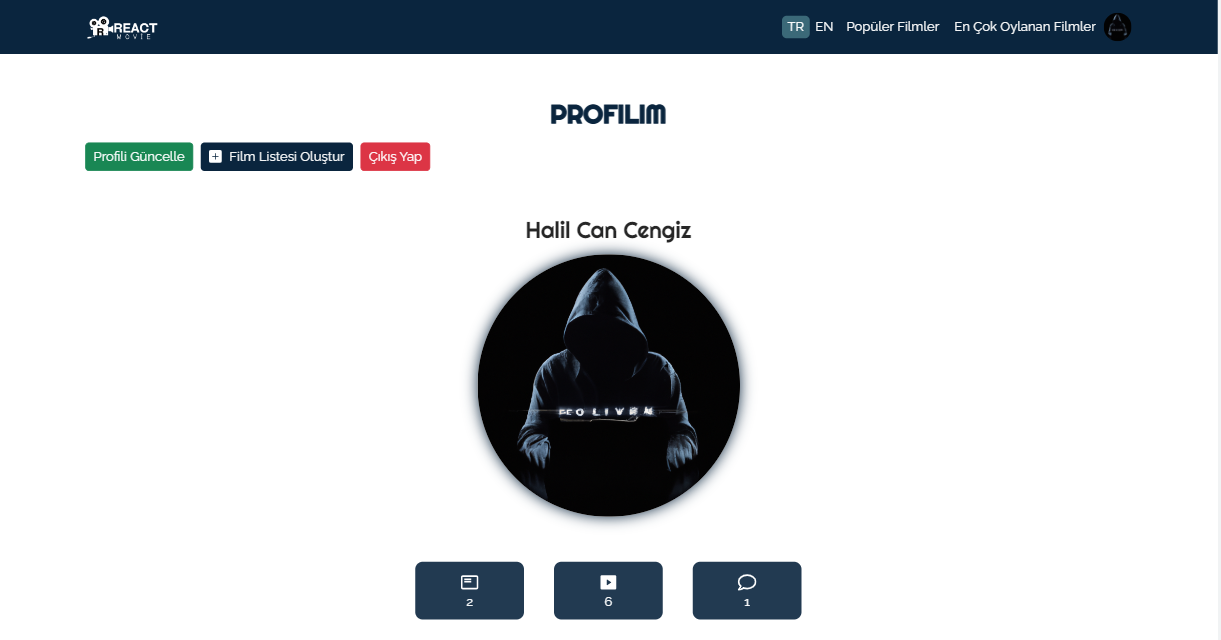 REACT
MOVIE
TR EN Popüler Filmler En Çok Oylanan Filmler
PROFILIM
Profili Güncelle Film Listesi Oluştur Çıkış Yap
Halil Can Cengiz
2 6 1